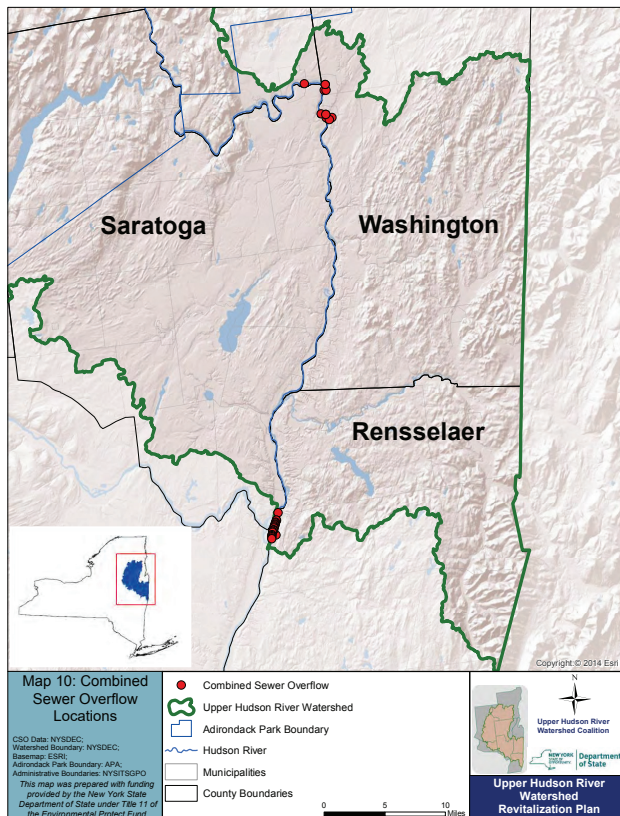 Saratoga
Washington
Rensselaer
Copyright © 2014 Esri
Map 10: Combined
Sewer Overflow
Locations
CSO Data: NYSDEC;
Watershed Boundary: NYSDEC;
Basemap: ESRI;
Adirondack Park Boundary: APA;
Administrative Boundaries: NYSITSGPO
This map was prepared with funding
provided by the New York State
Department of State under Title 11 of
the Environmental Protect Fund
Combined Sewer Overflow
Upper Hudson River Watershed
Adirondack Park Boundary
Hudson River
Municipalities
County Boundaries
0 5 10
Miles
N
Upper Hudson River
Watershed Coalition
NEW YORK
Department
of State
Upper Hudson River
Watershed
Revitalization Plan